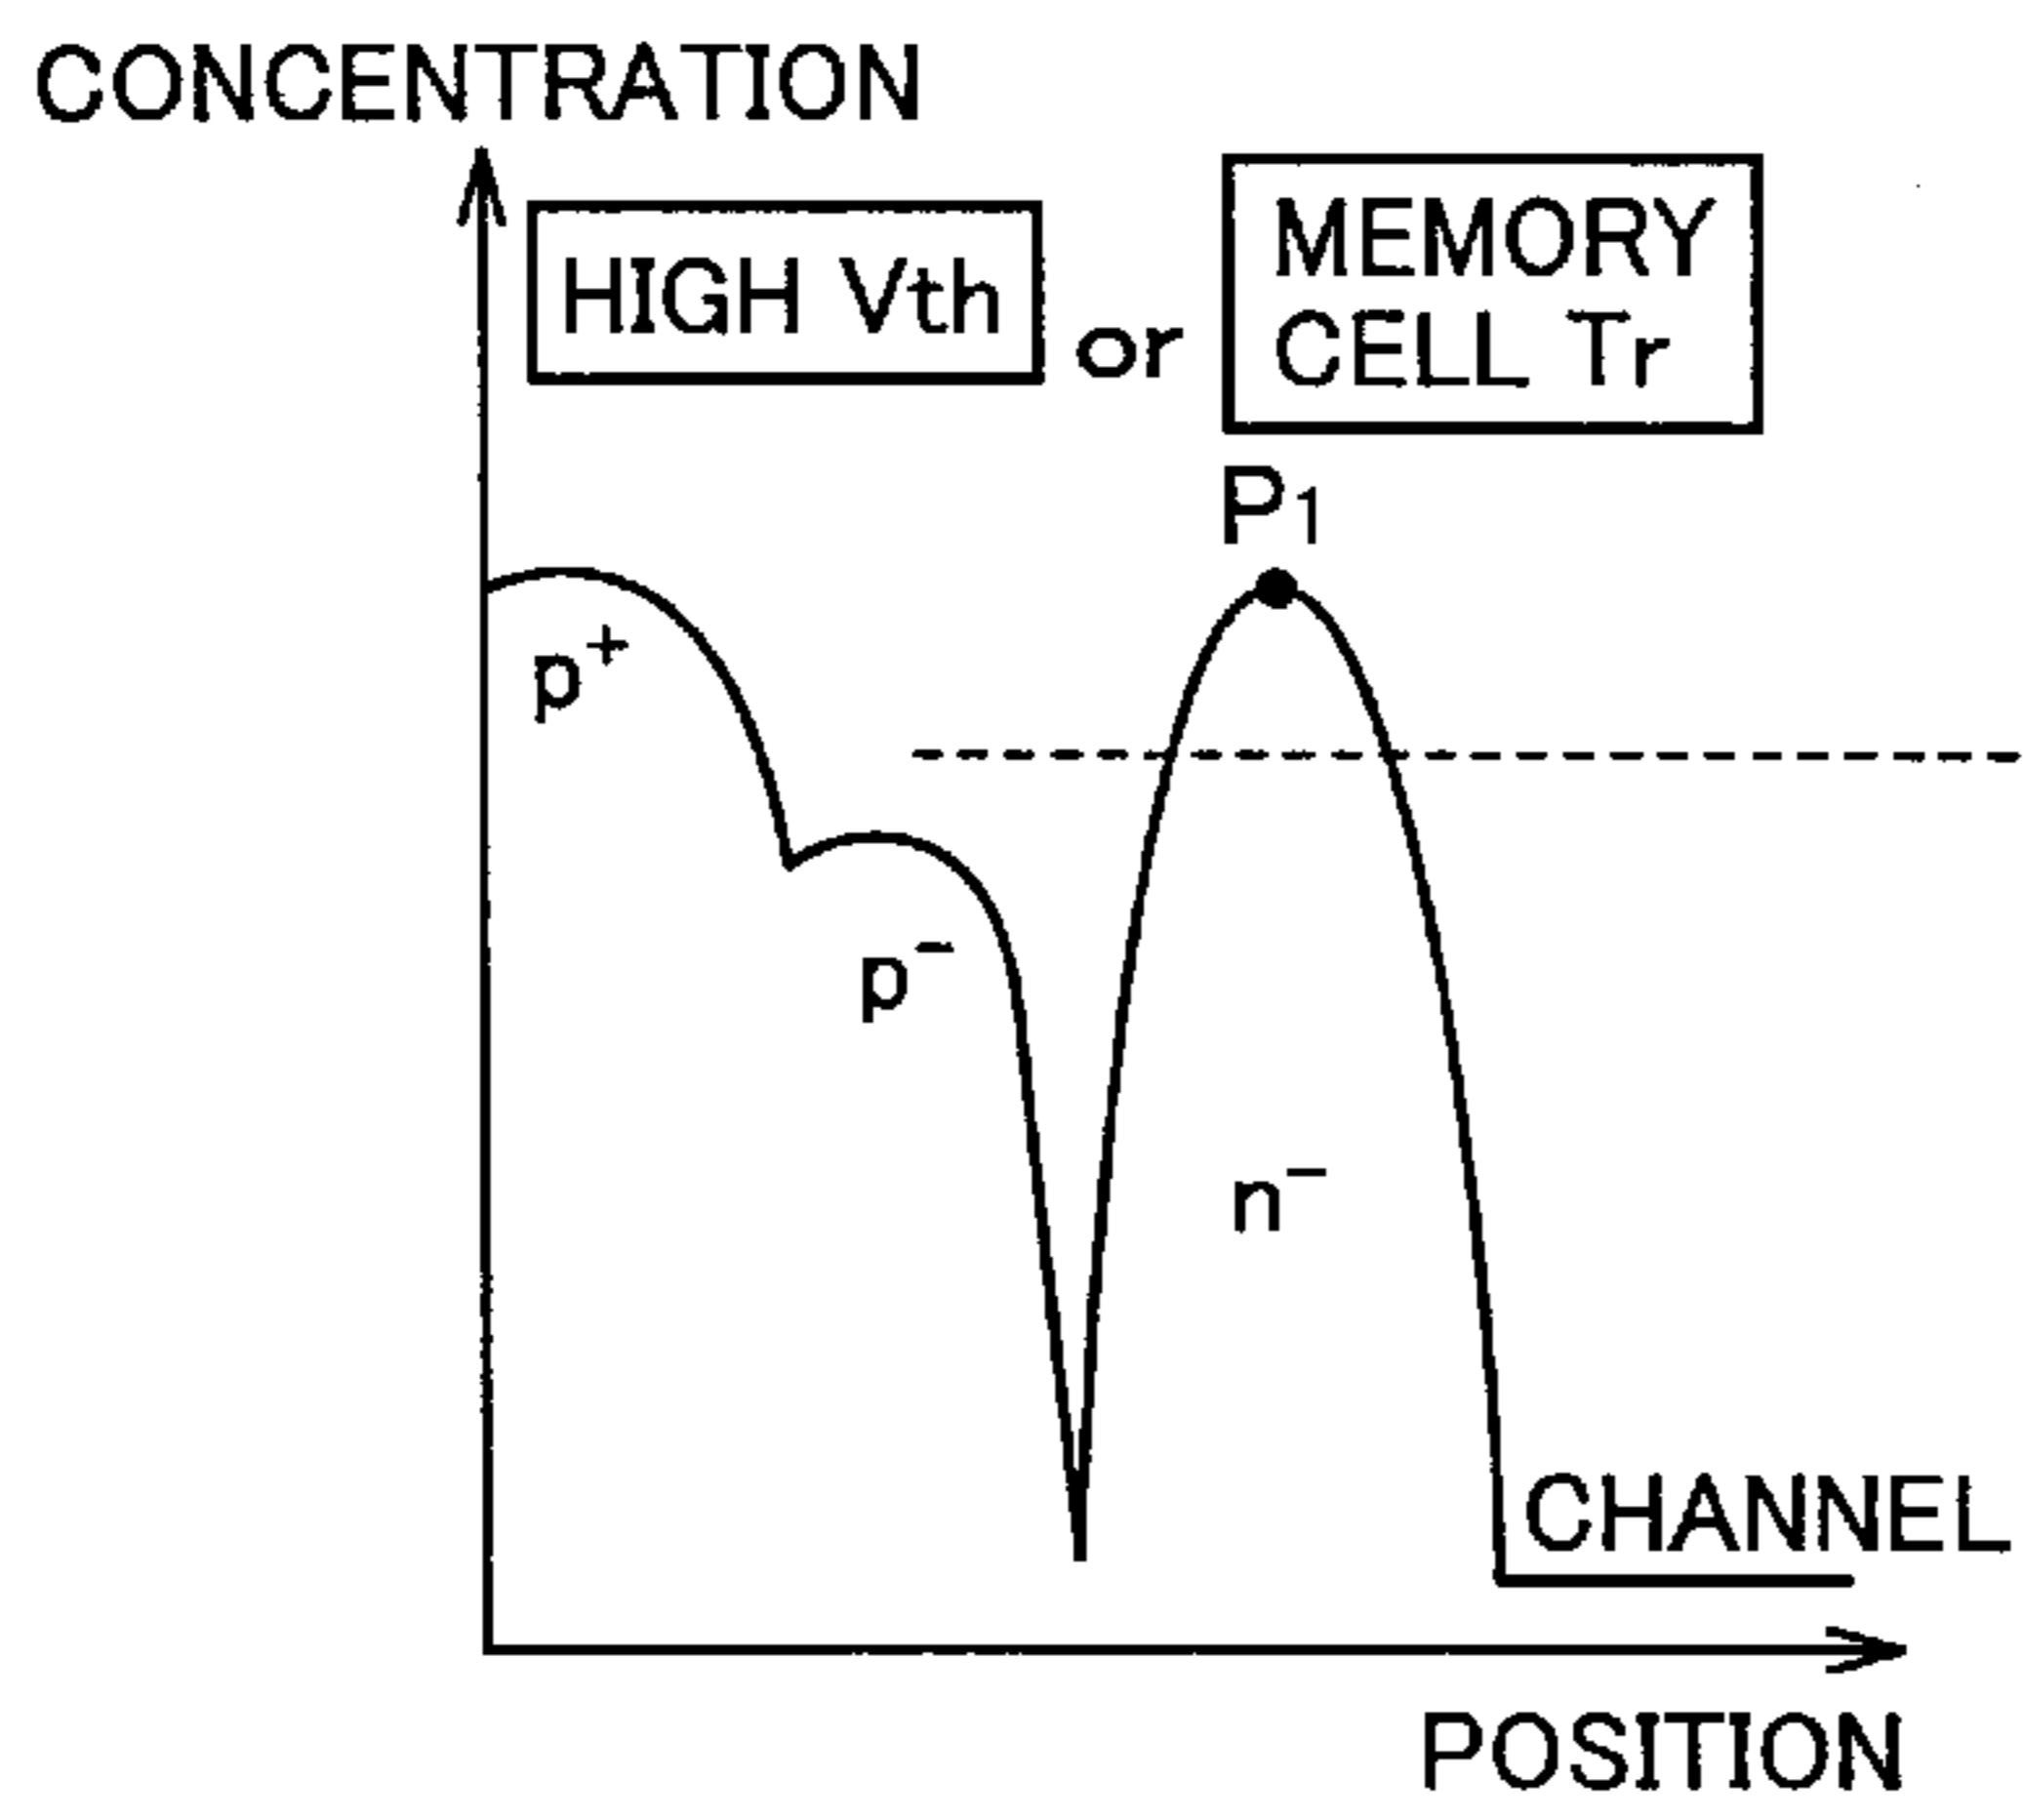 CONCENTRATION
HIGH Vth or MEMORY CELL Tr
P1
p+
p−
n−
CHANNEL
POSITION